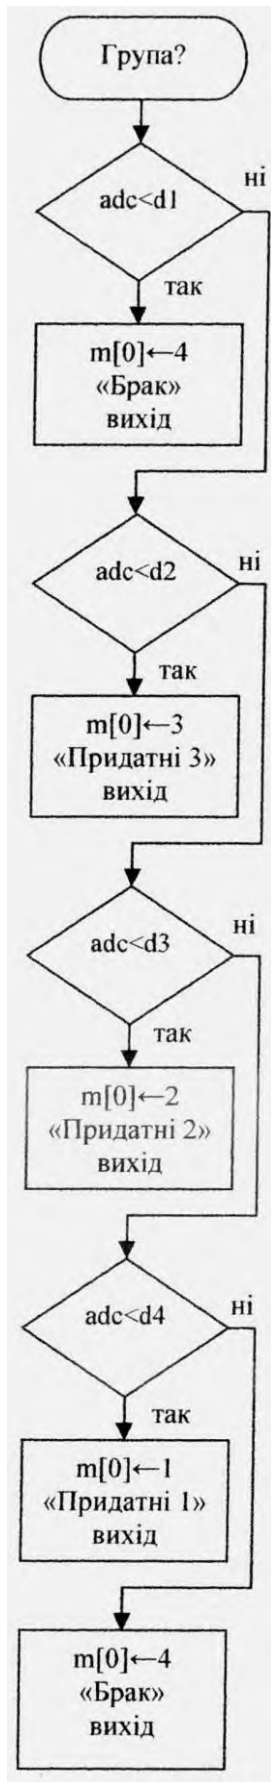 Група?
adc<d1
ні
так
m[0]←4
«Брак»
вихід
adc<d2
ні
так
m[0]←3
«Придатні 3»
вихід
adc<d3
ні
так
m[0]←2
«Придатні 2»
вихід
adc<d4
ні
так
m[0]←1
«Придатні 1»
вихід
m[0]←4
«Брак»
вихід